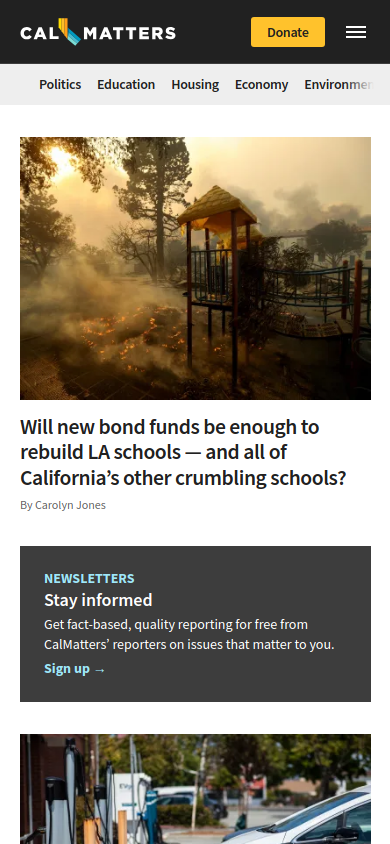 CAL MATTERS
Donate
Politics Education Housing Economy Environmen
Will new bond funds be enough to
rebuild LA schools — and all of
California’s other crumbling schools?
By Carolyn Jones
NEWSLETTERS
Stay informed
Get fact-based, quality reporting for free from
CalMatters’ reporters on issues that matter to you.
Sign up →